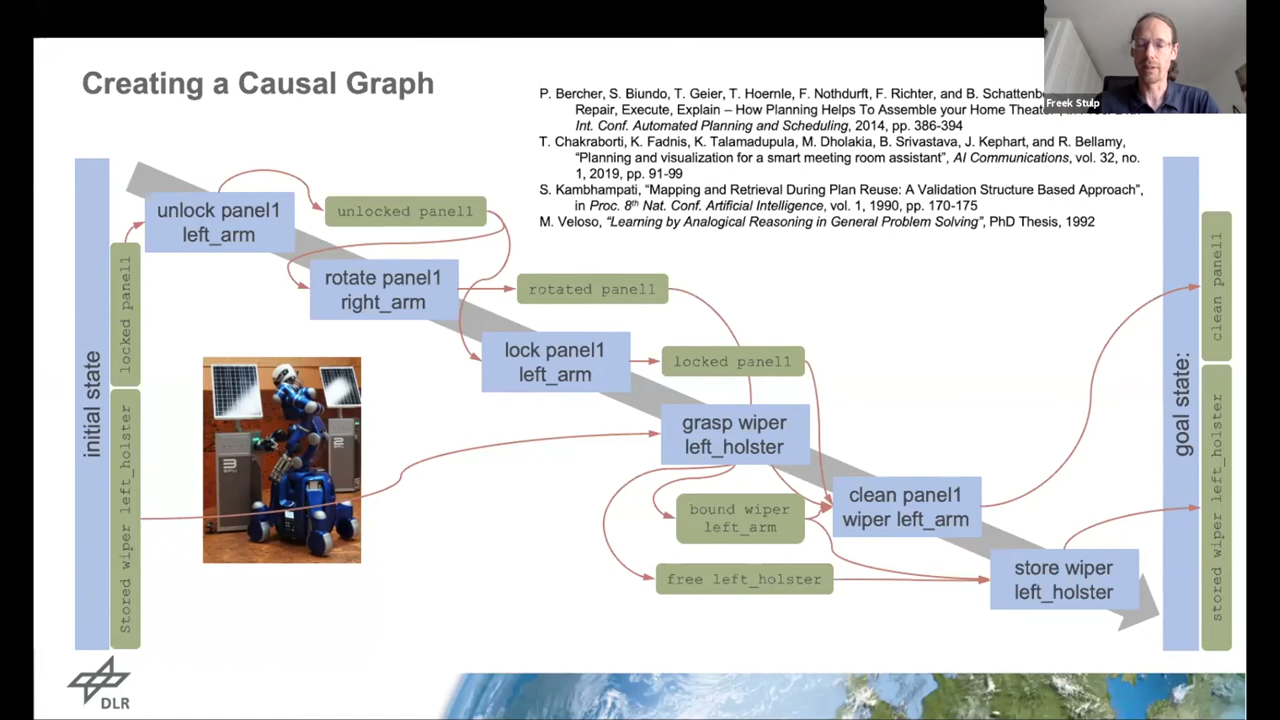 Creating a Causal Graph
P. Bercher, S. Biundo, T. Geier, T. Hoernle, F. Nothdurft, F. Richter, and B.
Repair, Execute, Explain – How Planning Helps To Assemble your Home
Int. Conf. Automated Planning and Scheduling, 2014, pp. 386-394
T. Chakraborti, K. Fadnis, K. Talamadupula, M. Dholakia, B. Srivastava, J. Kephart, and R. Bellamy,
"Planning and visualization for a smart meeting room assistant", AI Communications, vol. 32, no.
1, 2019, pp. 91-99
S. Kambhampati, "Mapping and Retrieval During Plan Reuse: A Validation Structure Based Approach",
in Proc. 8th Nat. Conf. Artificial Intelligence, vol. 1, 1990, pp. 170-175
M. Veloso, "Learning by Analogical Reasoning in General Problem Solving", PhD Thesis, 1992
Freek Stulp
initial state
locked panel1
Stored wiper left_holster
unlock panel1
left_arm
unlocked panel1
rotate panel1
right_arm
rotated panel1
lock panel1
left_arm
locked panel1
grasp wiper
left_holster
bound wiper
left_arm
free left_holster
clean panel1
wiper left_arm
store wiper
left_holster
goal state:
clean panel1
stored wiper left_holster
DLR